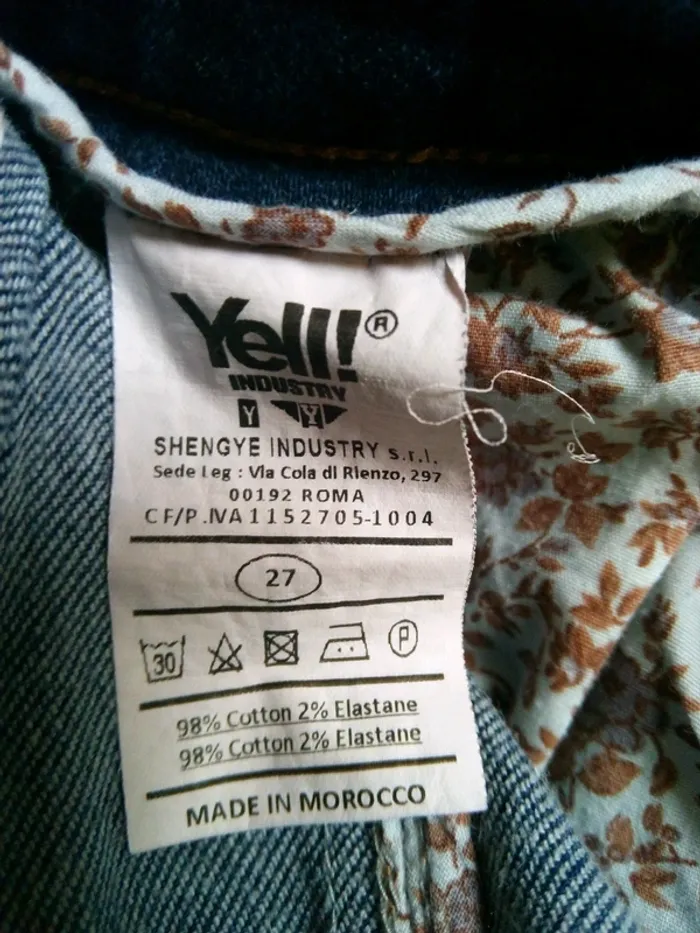 Yell!®
INDUSTRY
Y Y
SHENGYE INDUSTRY s.r.l.
Sede Leg : Via Cola di Rienzo, 297
00192 ROMA
CF/P.IVA1152705-1004
27
30 P
98% Cotton 2% Elastane
98% Cotton 2% Elastane
MADE IN MOROCCO